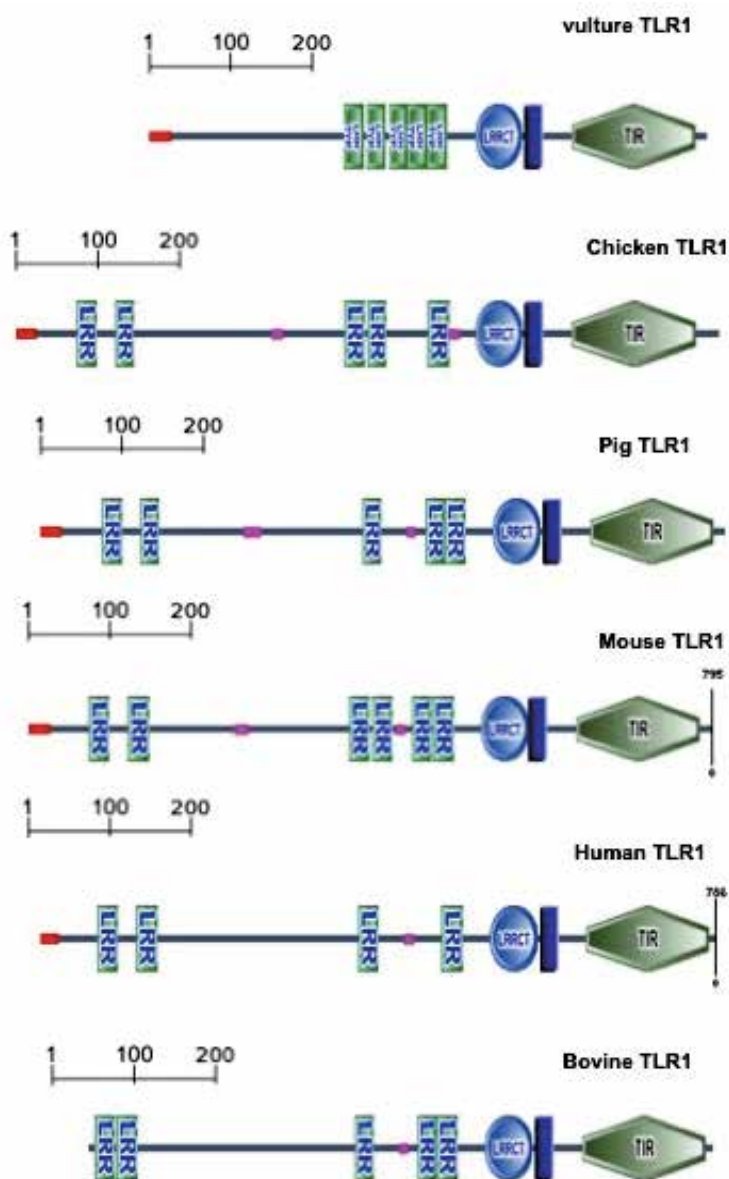 vulture TLR1
1 100 200
LRRCT TIR
Chicken TLR1
1 100 200
LRR LRR LRR LRR LRR LRRCT TIR
Pig TLR1
1 100 200
LRR LRR LRR LRR LRR LRRCT TIR
1 100 200
Mouse TLR1
795
LRR LRR LRR LRR LRR LRR LRRCT TIR
0
1 100 200
Human TLR1
786
LRR LRR LRR LRR LRRCT TIR
0
Bovine TLR1
1 100 200
LRR LRR LRR LRR LRR LRRCT TIR